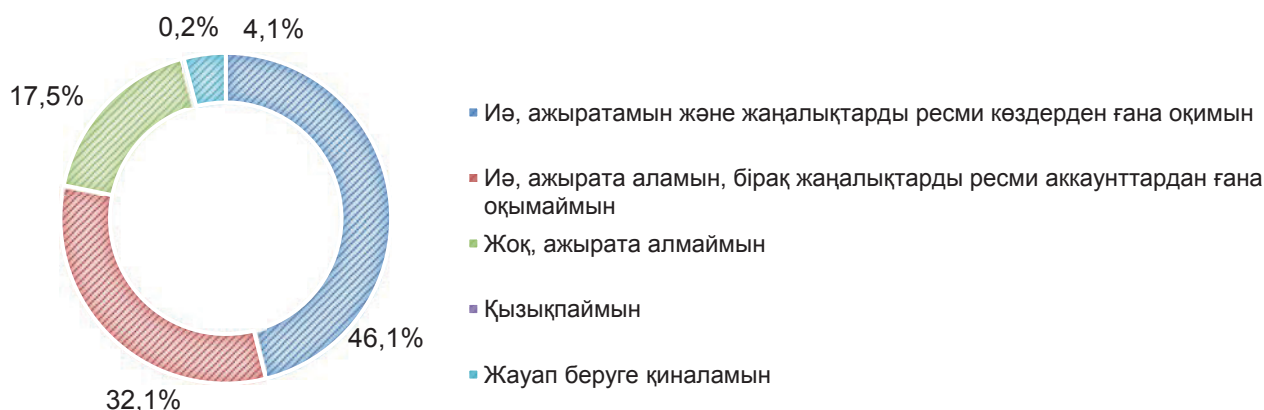 0,2% 4,1%
17,5%
46,1%
32,1%
Иә, ажыратамын және жаңалықтарды ресми көздерден ғана оқимын
Иә, ажырата аламын, бірақ жаңалықтарды ресми аккаунттардан ғана
оқымаймын
Жоқ, ажырата алмаймын
Қызықпаймын
Жауап беруге қиналамын